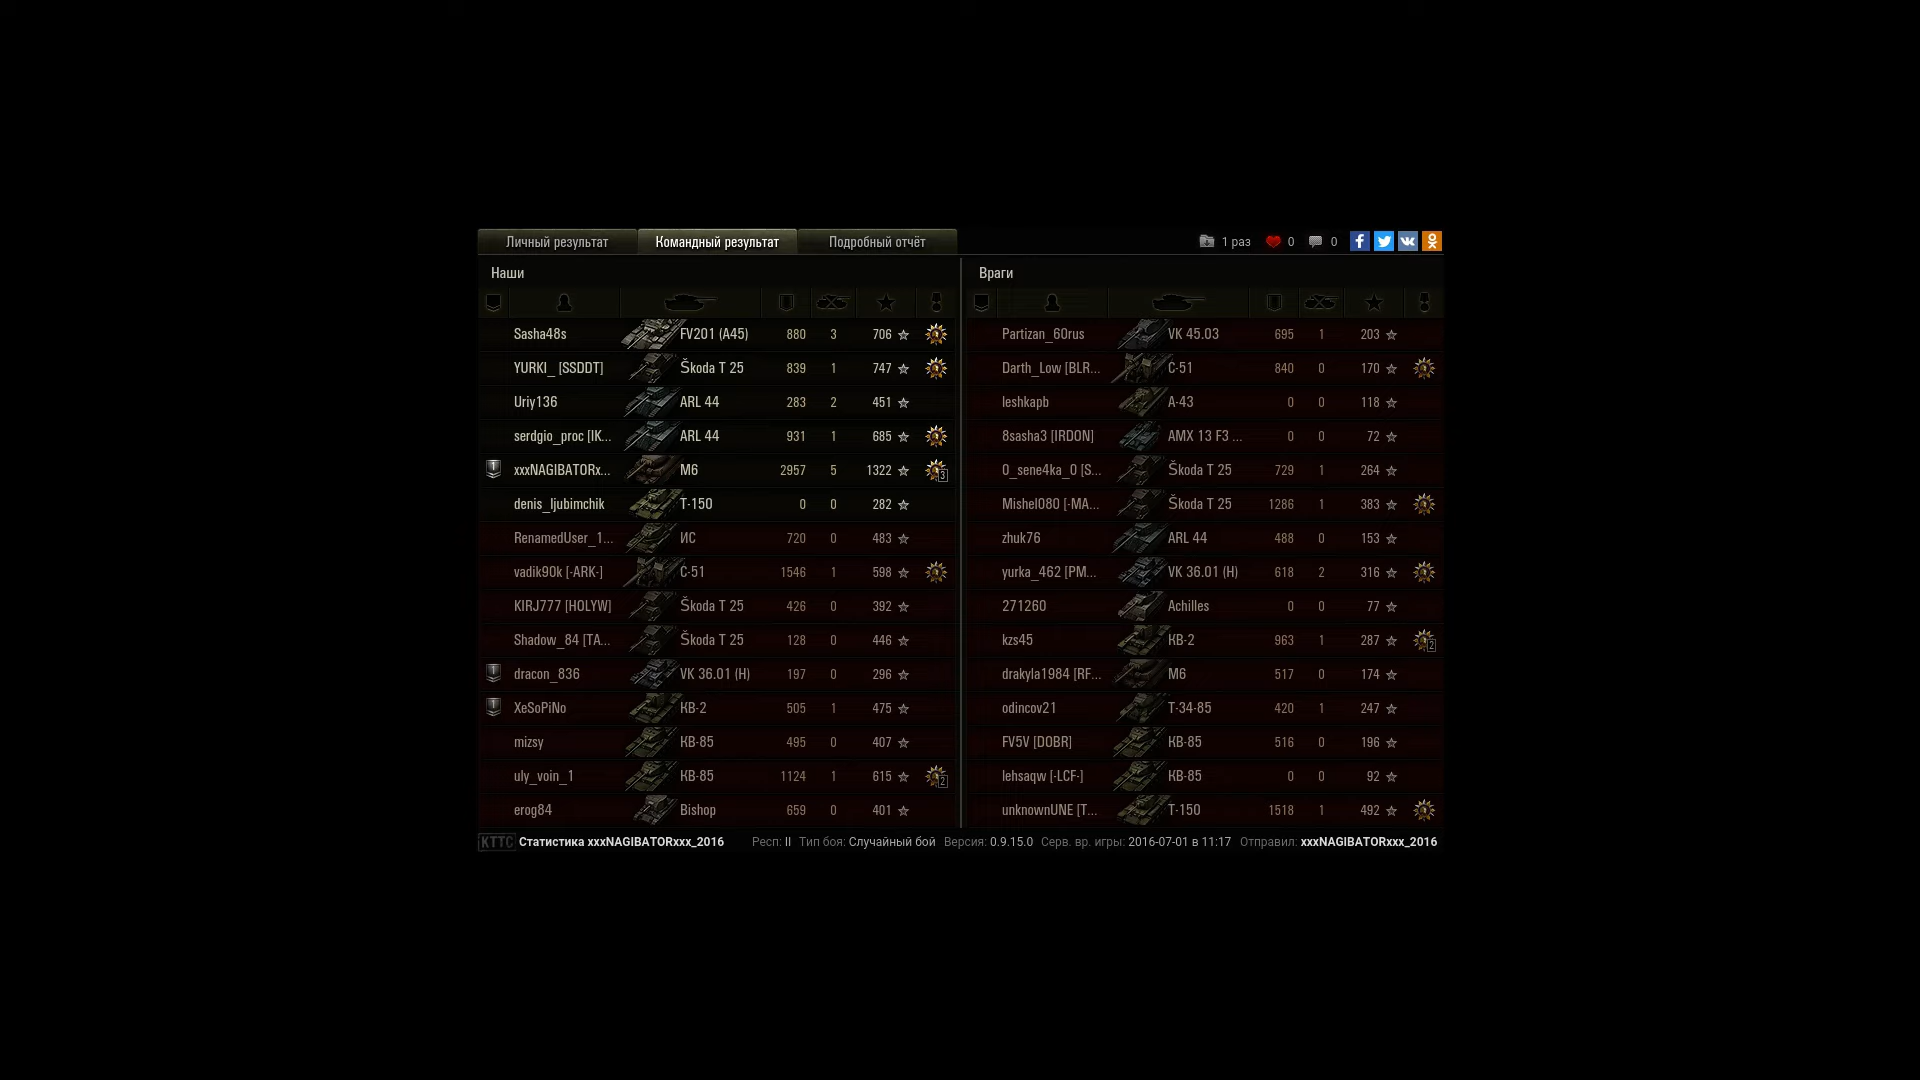 Личный результат Командный результат Подробный отчёт 1 раз 0 0
Наши Враги
Sasha48s FV201 (A45) 880 3 706 Partizan_60rus VK 45.03 695 1 203
YURKI_ [SSDDT] Škoda T 25 839 1 747 Darth_Low [BLR... С-51 840 0 170
Uriy136 ARL 44 283 2 451 leshkapb А-43 0 0 118
serdgio_proc [IK... ARL 44 931 1 685 8sasha3 [IRDON] AMX 13 F3 ... 0 0 72
1 xxxNAGIBATORx... M6 2957 5 1322 3 0_sene4ka_0 [S... Škoda T 25 729 1 264
denis_ljubimchik Т-150 0 0 282 Mishel080 [-MA... Škoda T 25 1286 1 383
RenamedUser_1... ИС 720 0 483 zhuk76 ARL 44 488 0 153
vadik90k [-ARK-] С-51 1546 1 598 yurka_462 [PM... VK 36.01 (H) 618 2 316
KIRJ777 [HOLYW] Škoda T 25 426 0 392 271260 Achilles 0 0 77
Shadow_84 [TA... Škoda T 25 128 0 446 kzs45 КВ-2 963 1 287 2
1 dracon_836 VK 36.01 (H) 197 0 296 drakyla1984 [RF... M6 517 0 174
1 XeSoPiNo КВ-2 505 1 475 odincov21 Т-34-85 420 1 247
mizsy КВ-85 495 0 407 FV5V [DOBR] КВ-85 516 0 196
uly_voin_1 КВ-85 1124 1 615 2 lehsaqw [-LCF-] КВ-85 0 0 92
erog84 Bishop 659 0 401 unknownUNE [T... Т-150 1518 1 492
КТТС Статистика xxxNAGIBATORxxx_2016 Респ: II Тип боя: Случайный бой Версия: 0.9.15.0 Серв. вр. игры: 2016-07-01 в 11:17 Отправил: xxxNAGIBATORxxx_2016